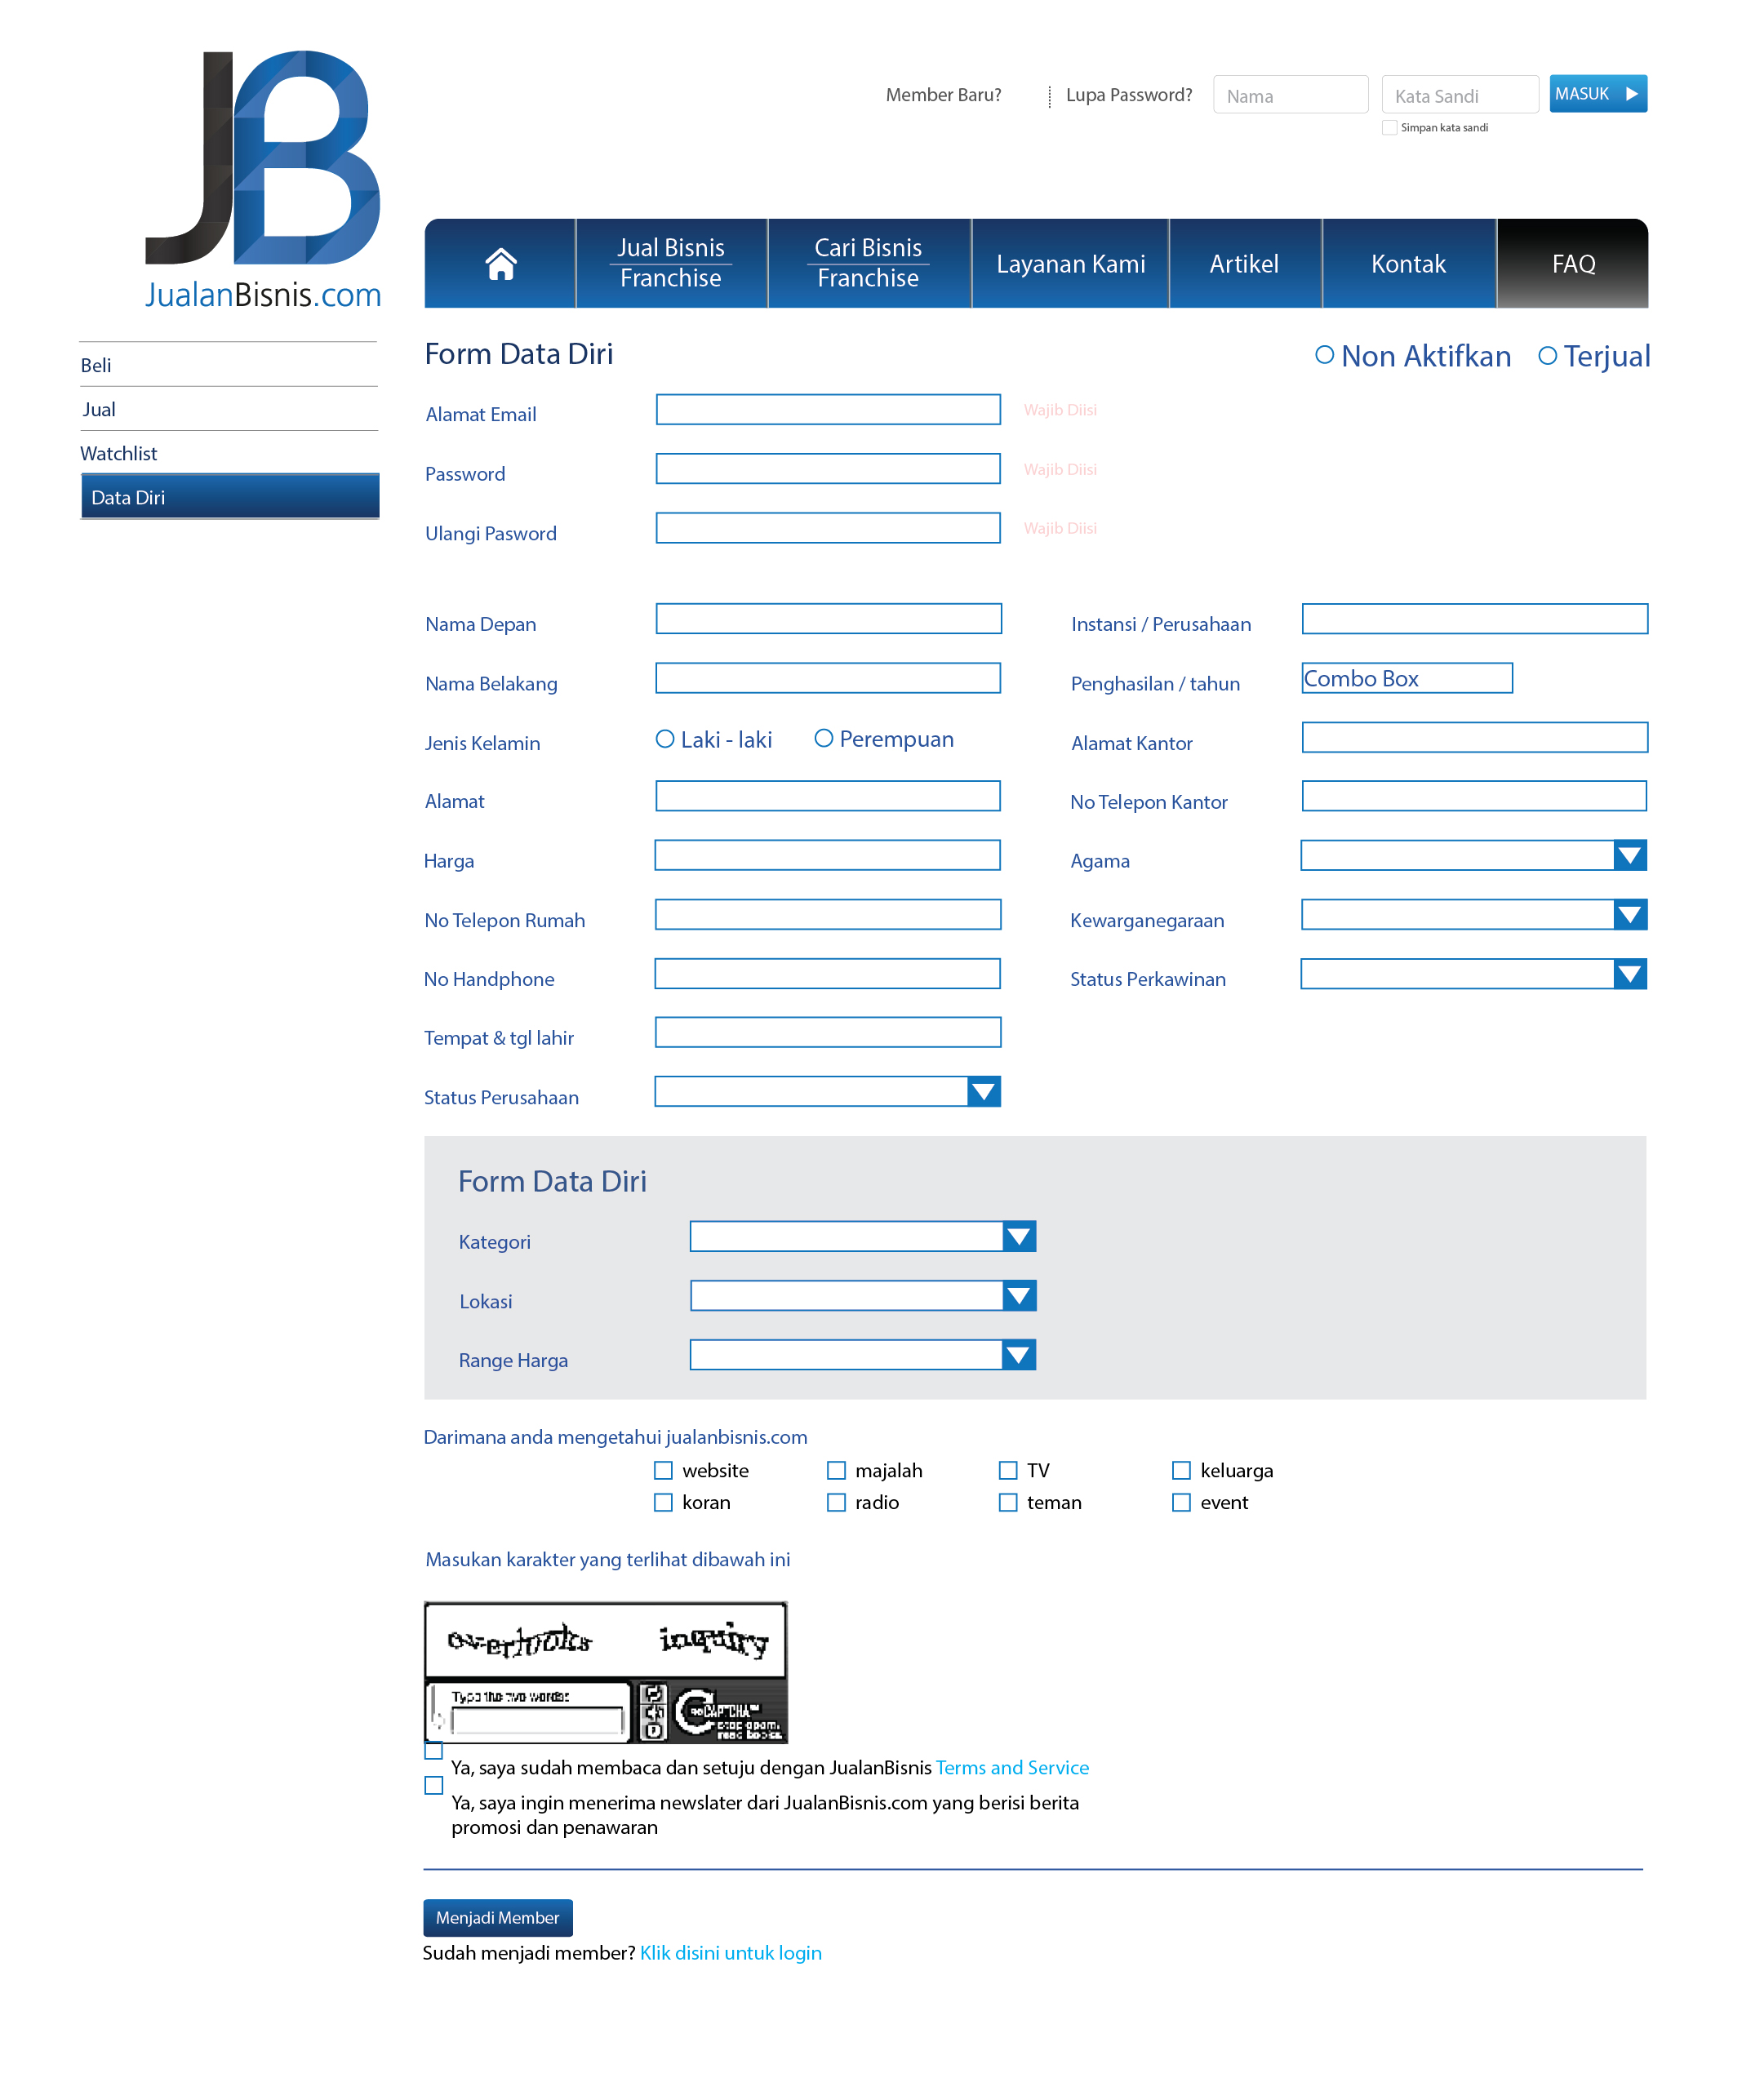 JB
JualanBisnis.com
Member Baru?
Lupa Password?
Nama
Kata Sandi
MASUK
Simpan kata sandi
Jual Bisnis
Franchise
Cari Bisnis
Franchise
Layanan Kami
Artikel
Kontak
FAQ
Beli
Jual
Watchlist
Data Diri
Form Data Diri
Non Aktifkan
Terjual
Alamat Email
Wajib Diisi
Password
Wajib Diisi
Ulangi Pasword
Wajib Diisi
Nama Depan
Instansi / Perusahaan
Nama Belakang
Penghasilan / tahun
Combo Box
Jenis Kelamin
Laki - laki
Perempuan
Alamat Kantor
Alamat
No Telepon Kantor
Harga
Agama
No Telepon Rumah
Kewarganegaraan
No Handphone
Status Perkawinan
Tempat & tgl lahir
Status Perusahaan
Form Data Diri
Kategori
Lokasi
Range Harga
Darimana anda mengetahui jualanbisnis.com
website
majalah
TV
keluarga
koran
radio
teman
event
Masukan karakter yang terlihat dibawah ini
overlooks inquiry
Type the two words:
reCAPTCHA™
stop spam.
read books.
Ya, saya sudah membaca dan setuju dengan JualanBisnis Terms and Service
Ya, saya ingin menerima newslater dari JualanBisnis.com yang berisi berita
promosi dan penawaran
Menjadi Member
Sudah menjadi member? Klik disini untuk login